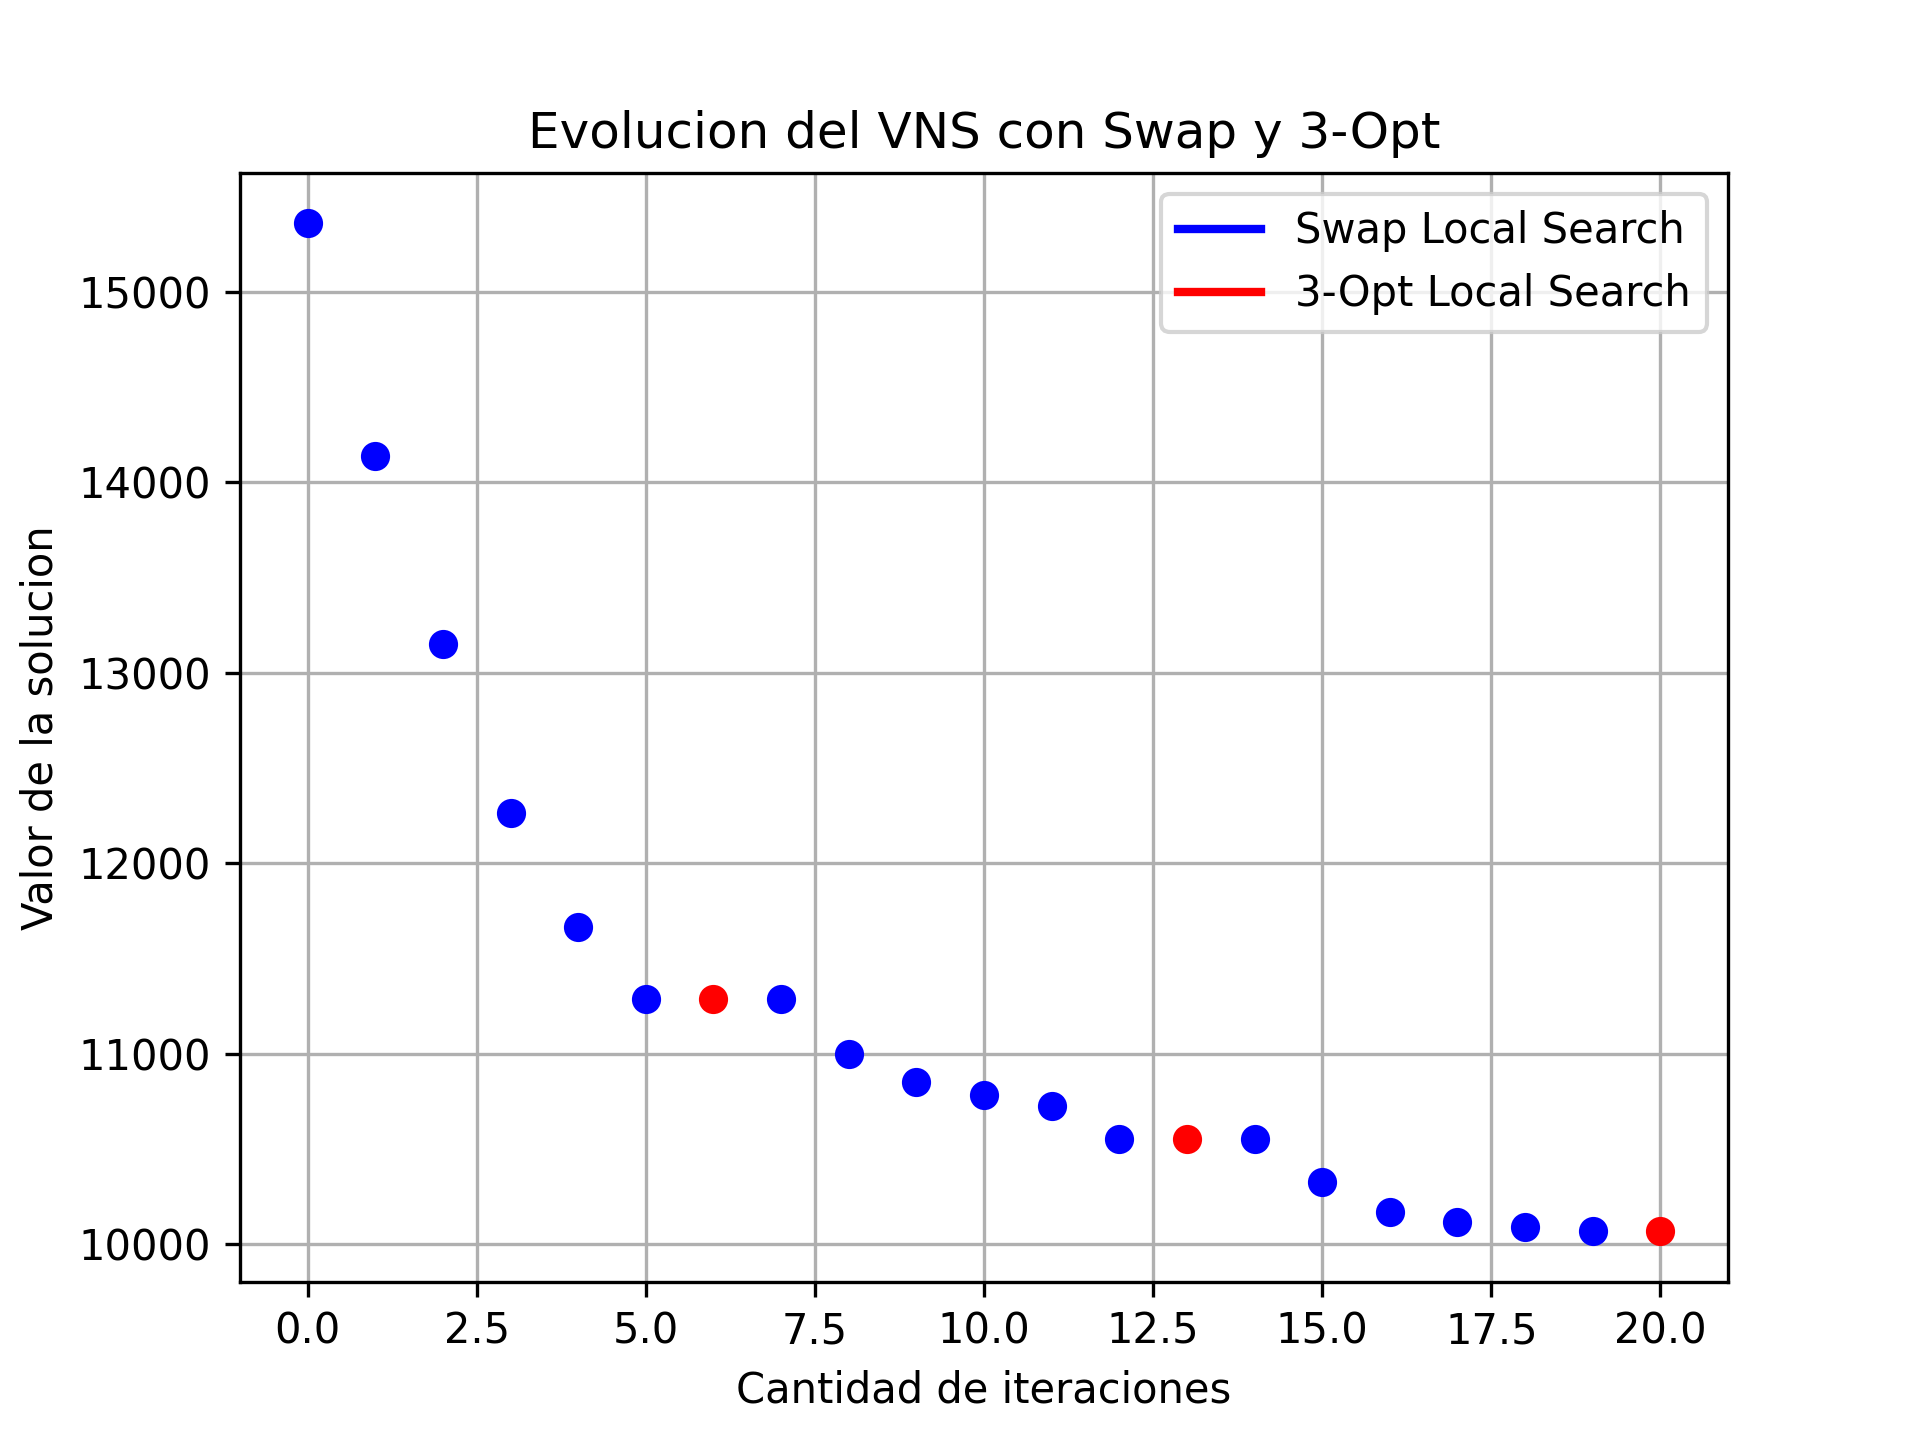 Evolucion del VNS con Swap y 3-Opt
Swap Local Search
3-Opt Local Search
Valor de la solucion
15000
14000
13000
12000
11000
10000
0.0 2.5 5.0 7.5 10.0 12.5 15.0 17.5 20.0
Cantidad de iteraciones